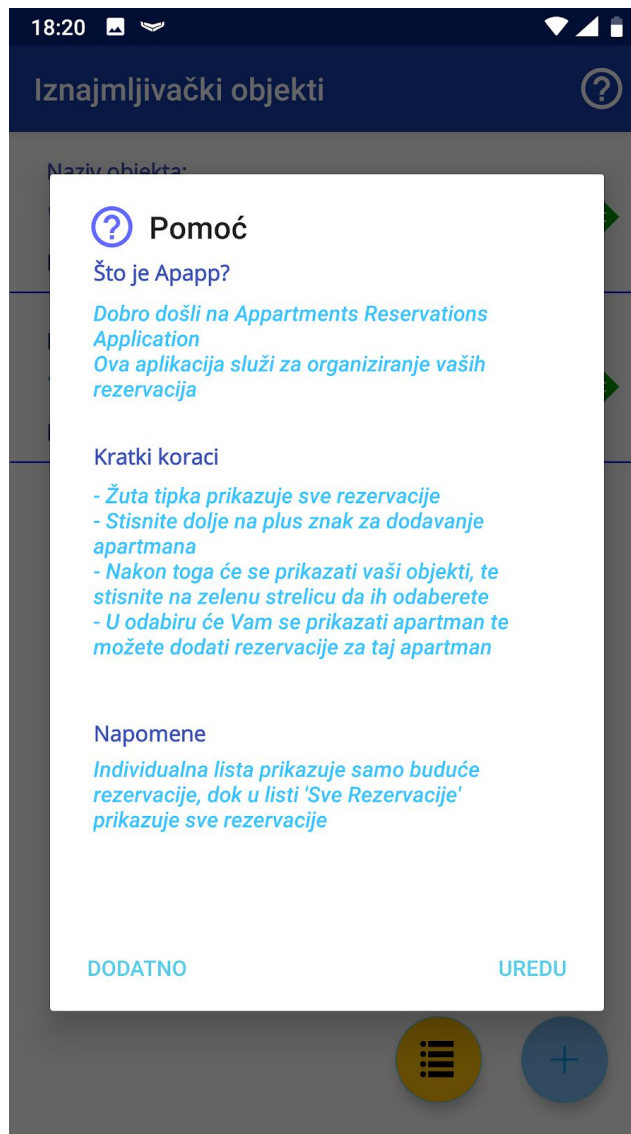 18:20
Iznajmljivački objekti
Naziv objekta:
Pomoć
Što je Apapp?
Dobro došli na Appartments Reservations
Application
Ova aplikacija služi za organiziranje vaših
rezervacija
Kratki koraci
- Žuta tipka prikazuje sve rezervacije
- Stisnite dolje na plus znak za dodavanje
apartmana
- Nakon toga će se prikazati vaši objekti, te
stisnite na zelenu strelicu da ih odaberete
- U odabiru će Vam se prikazati apartman te
možete dodati rezervacije za taj apartman
Napomene
Individualna lista prikazuje samo buduće
rezervacije, dok u listi 'Sve Rezervacije'
prikazuje sve rezervacije
DODATNO
UREDU